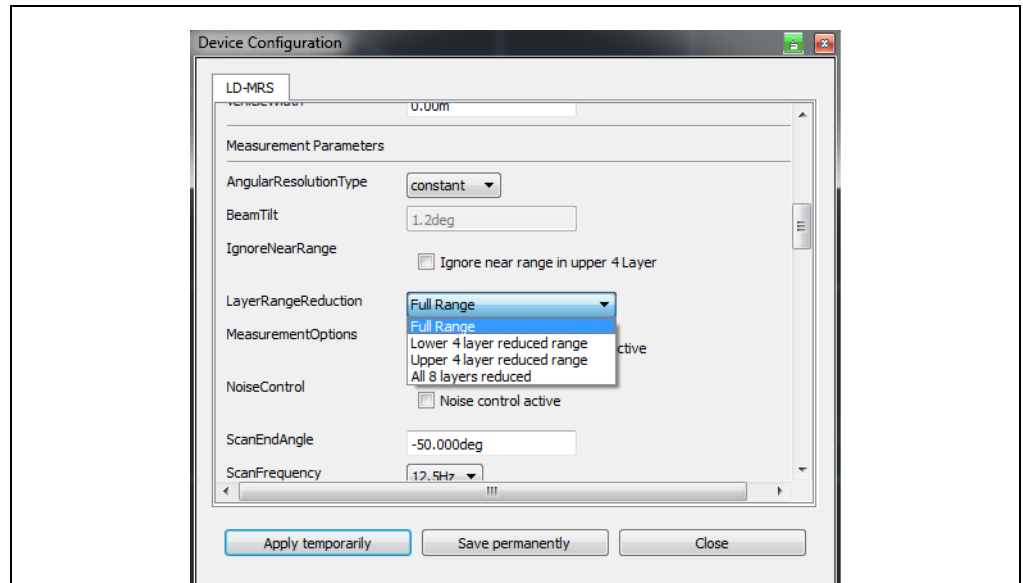 Device Configuration
LD-MRS
VehicleWidth 0.00m
Measurement Parameters
AngularResolutionType constant
BeamTilt 1.2deg
IgnoreNearRange
Ignore near range in upper 4 Layer
LayerRangeReduction Full Range
Full Range
MeasurementOptions
Lower 4 layer reduced range
ctive
Upper 4 layer reduced range
All 8 layers reduced
NoiseControl
Noise control active
ScanEndAngle -50.000deg
ScanFrequency 12.5Hz
Apply temporarily Save permanently Close